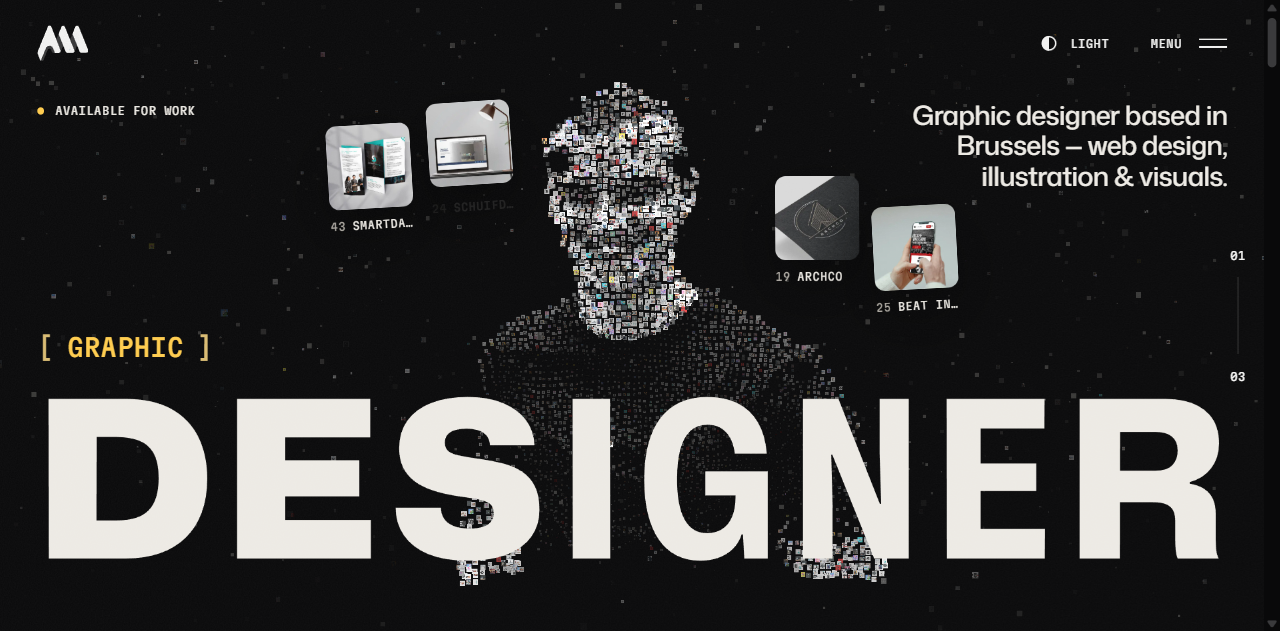 LIGHT
MENU
AVAILABLE FOR WORK
Graphic designer based in
Brussels – web design,
illustration & visuals.
43 SMARTDA…
24 SCHUIFD…
19 ARCHCO
25 BEAT IN…
01
03
[ GRAPHIC ]
DESIGNER